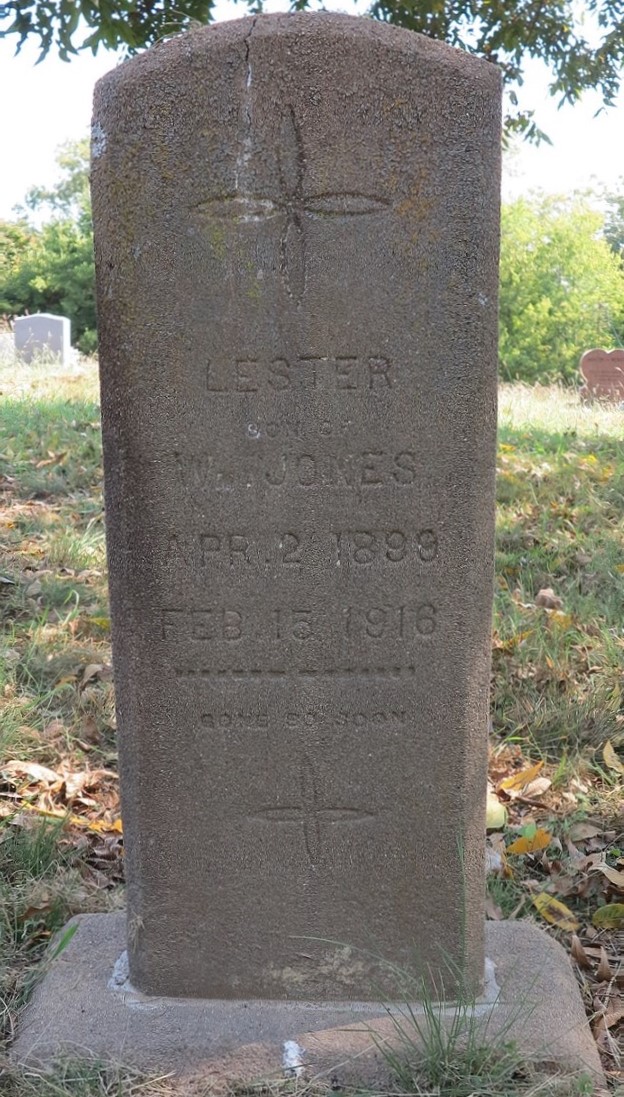 LESTER
SON OF
JONES
APR. 2 1899
FEB. 15 1916
GONE SO SOON